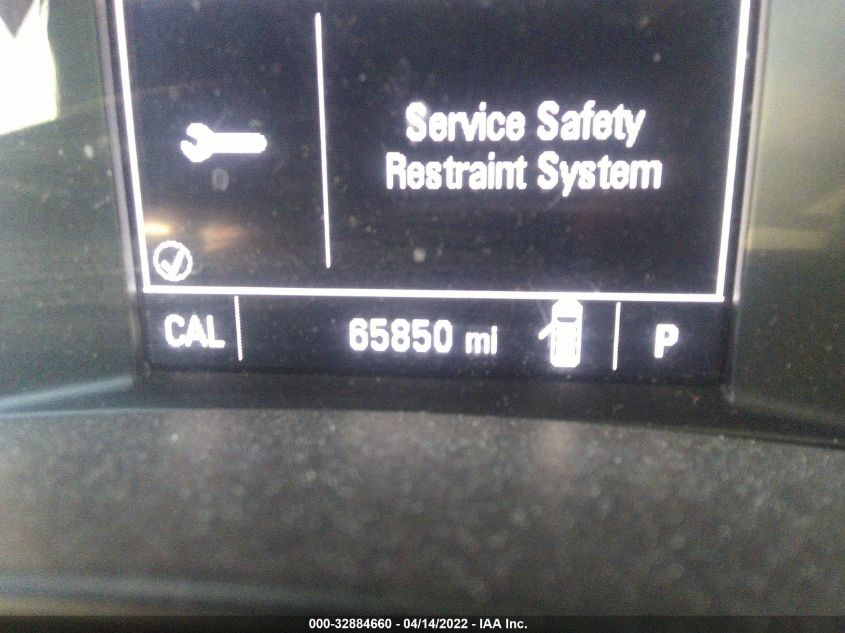 Service Safety
Restraint System
CAL
65850 mi
P
000-32884660 - 04/14/2022 - IAA Inc.